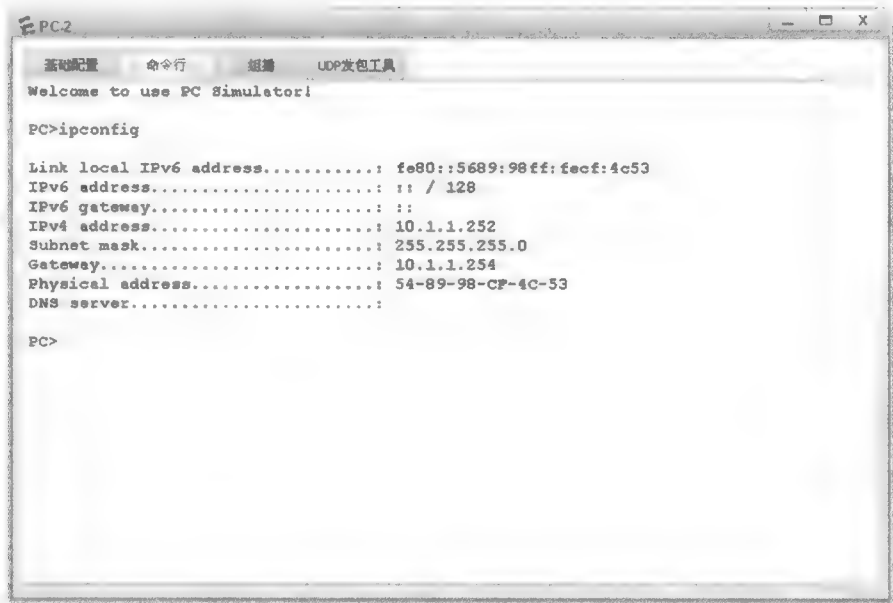 PC-2
基础配置 命令行 组播 UDP发包工具
Welcome to use PC Simulator!
PC>ipconfig
Link local IPv6 address...........: fe80::5689:98ff:fecf:4c53
IPv6 address......................: :: / 128
IPv6 gateway......................: ::
IPv4 address......................: 10.1.1.252
Subnet mask.......................: 255.255.255.0
Gateway...........................: 10.1.1.254
Physical address..................: 54-89-98-CF-4C-53
DNS server........................:
PC>